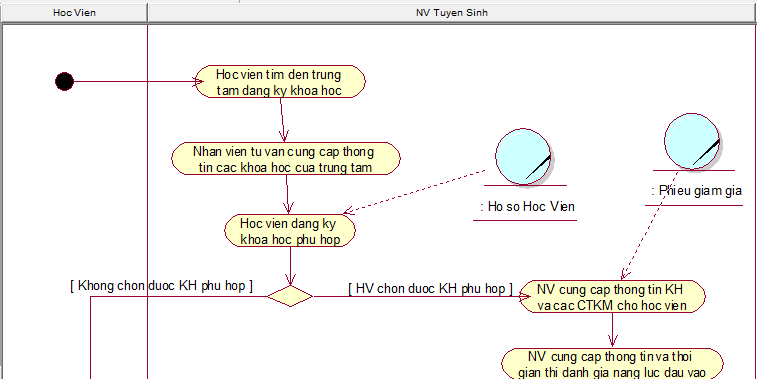 Hoc Vien
NV Tuyen Sinh
Hoc vien tim den trung
tam dang ky khoa hoc
Nhan vien tu van cung cap thong
tin cac khoa hoc cua trung tam
: Ho so Hoc Vien
: Phieu giam gia
Hoc vien dang ky
khoa hoc phu hop
[ Khong chon duoc KH phu hop ]
[ HV chon duoc KH phu hop ]
NV cung cap thong tin KH
va cac CTKM cho hoc vien
NV cung cap thong tin va thoi
gian thi danh gia nang luc dau vao